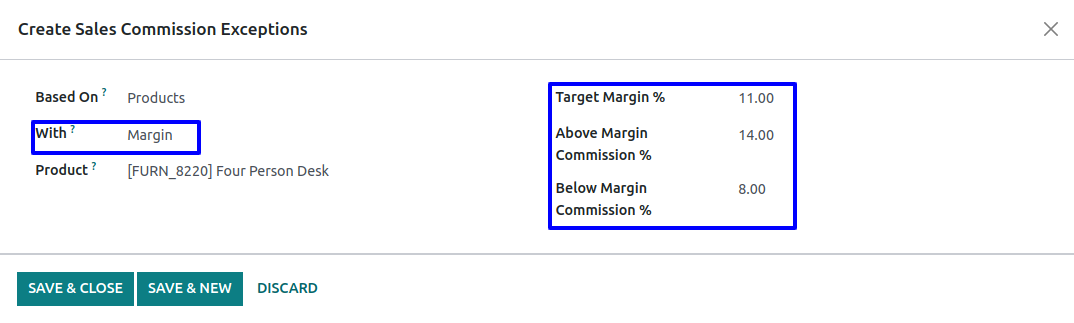 Create Sales Commission Exceptions
Based On ? Products
With ? Margin
Product ? [FURN_8220] Four Person Desk
Target Margin % 11.00
Above Margin 14.00
Commission %
Below Margin 8.00
Commission %
SAVE & CLOSE SAVE & NEW DISCARD